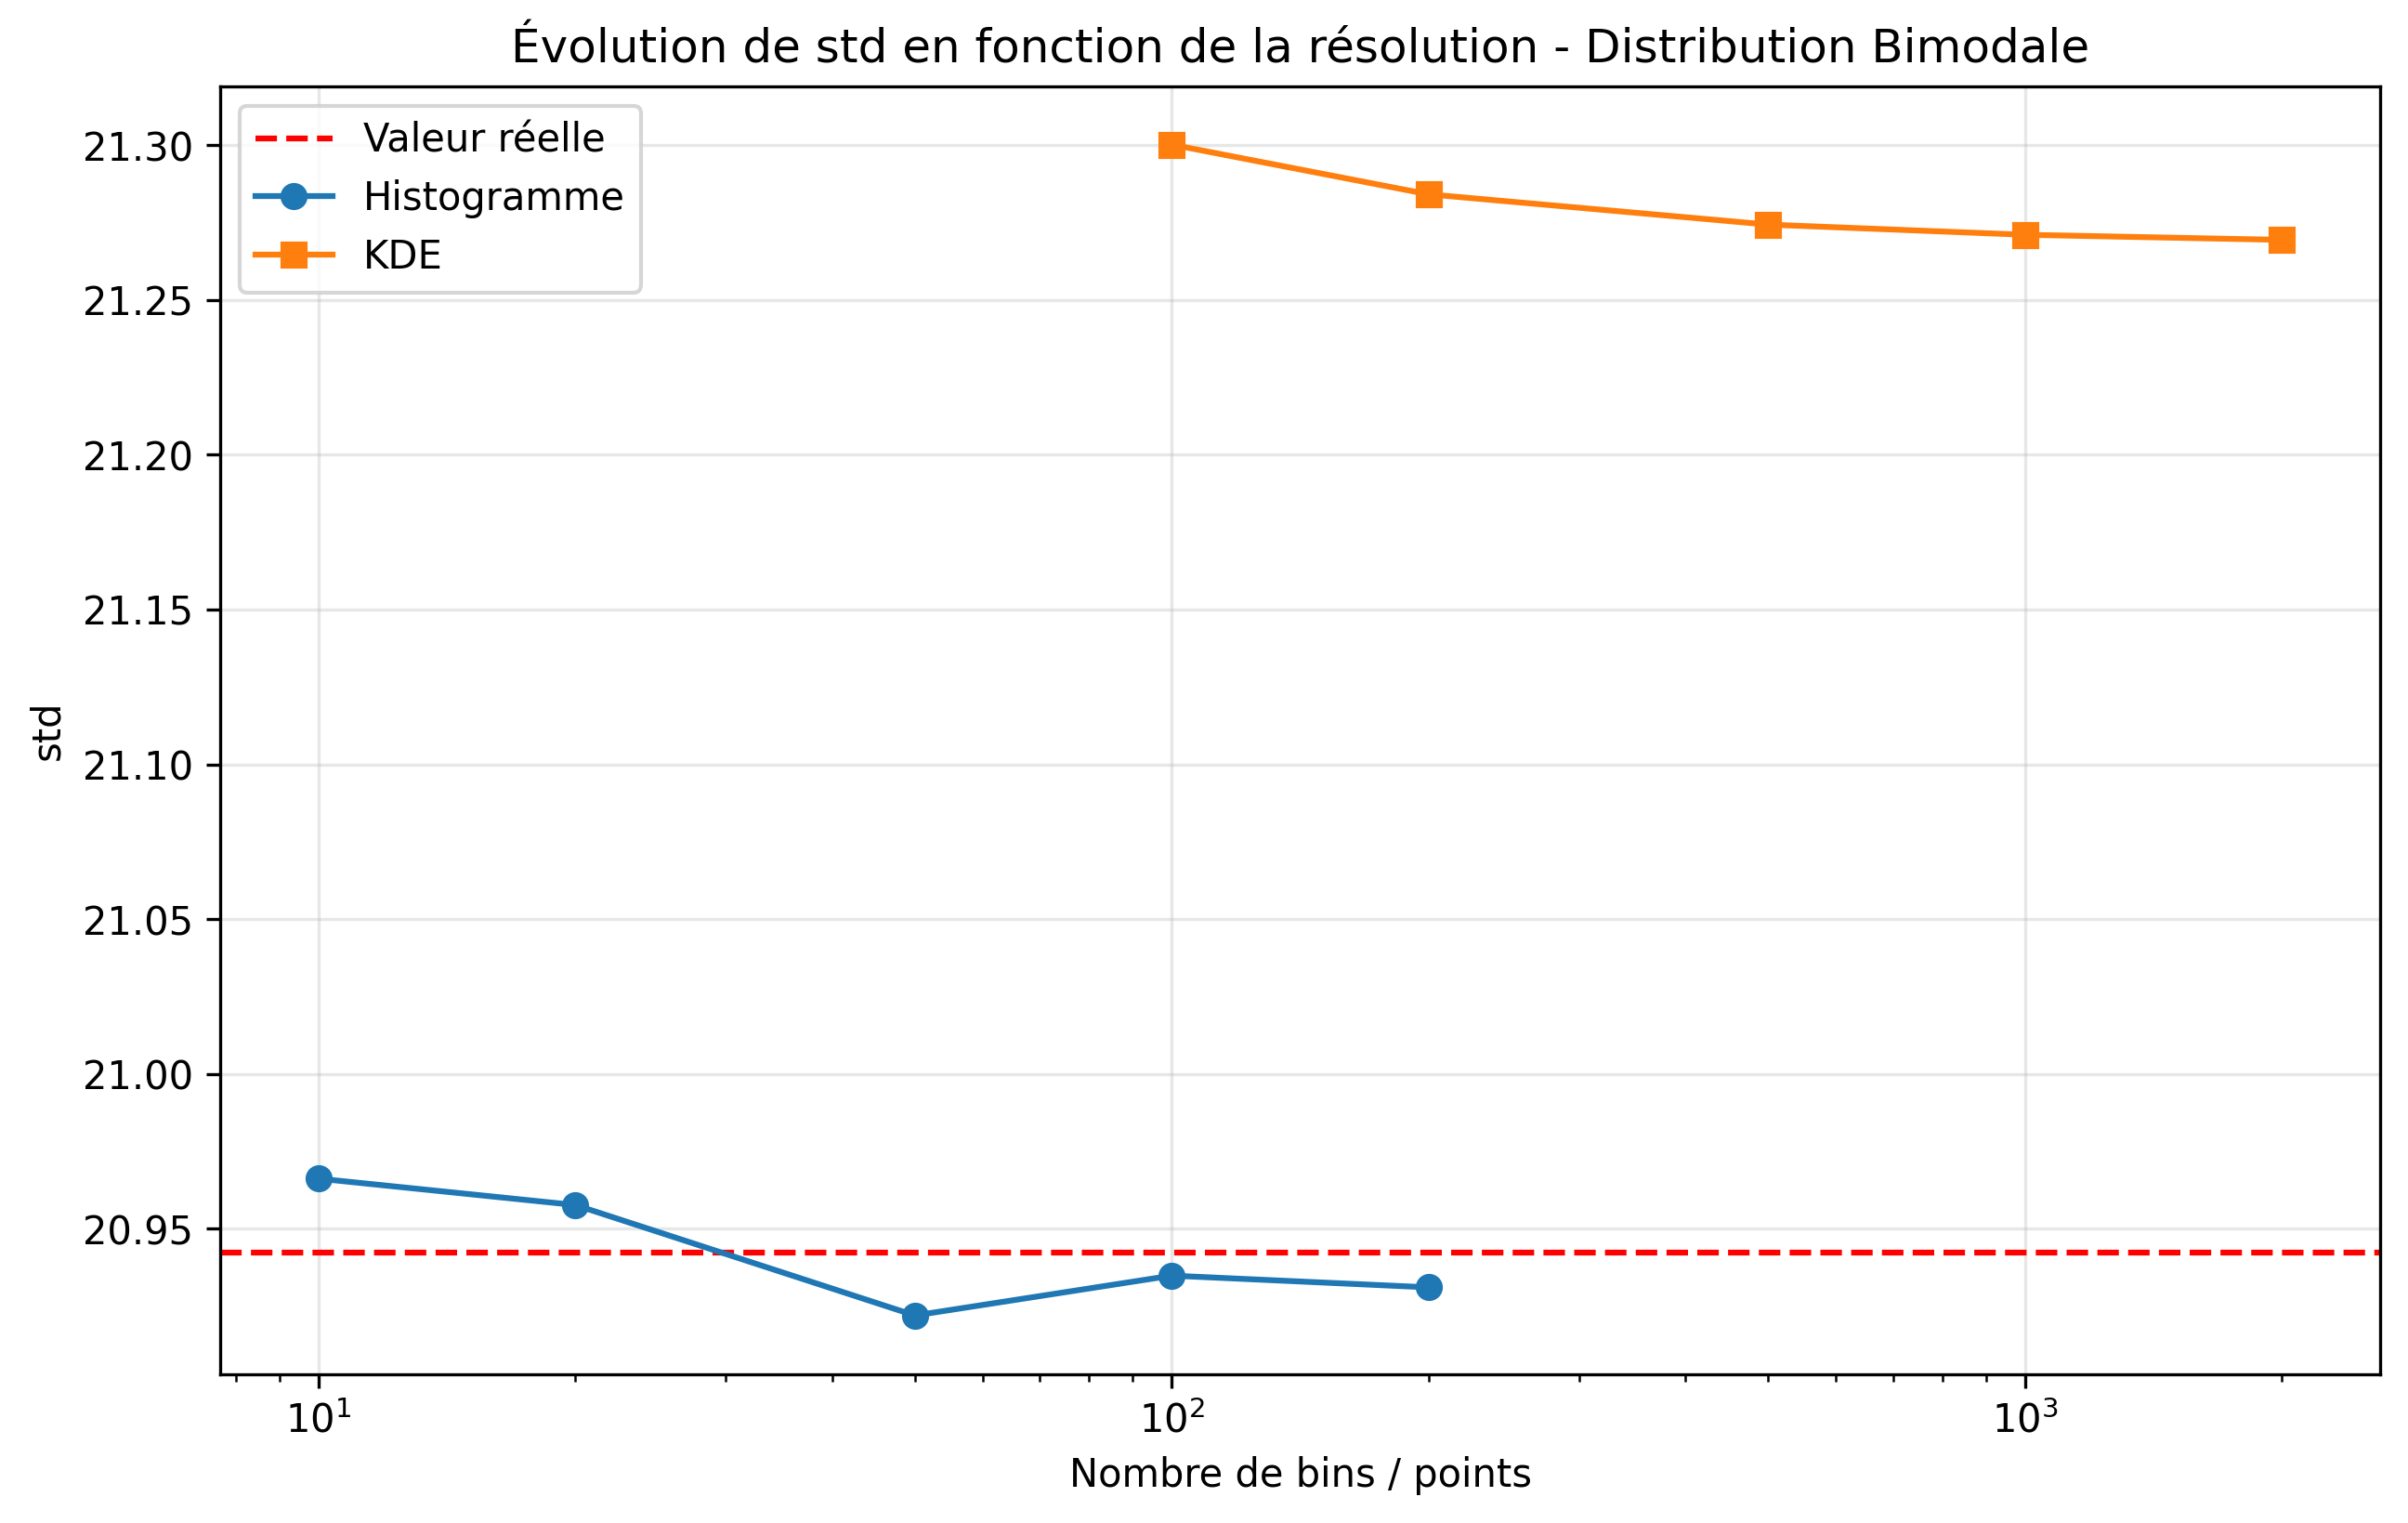 Évolution de std en fonction de la résolution - Distribution Bimodale
Valeur réelle
Histogramme
KDE
21.30
21.25
21.20
21.15
21.10
21.05
21.00
20.95
std
10¹
10²
10³
Nombre de bins / points